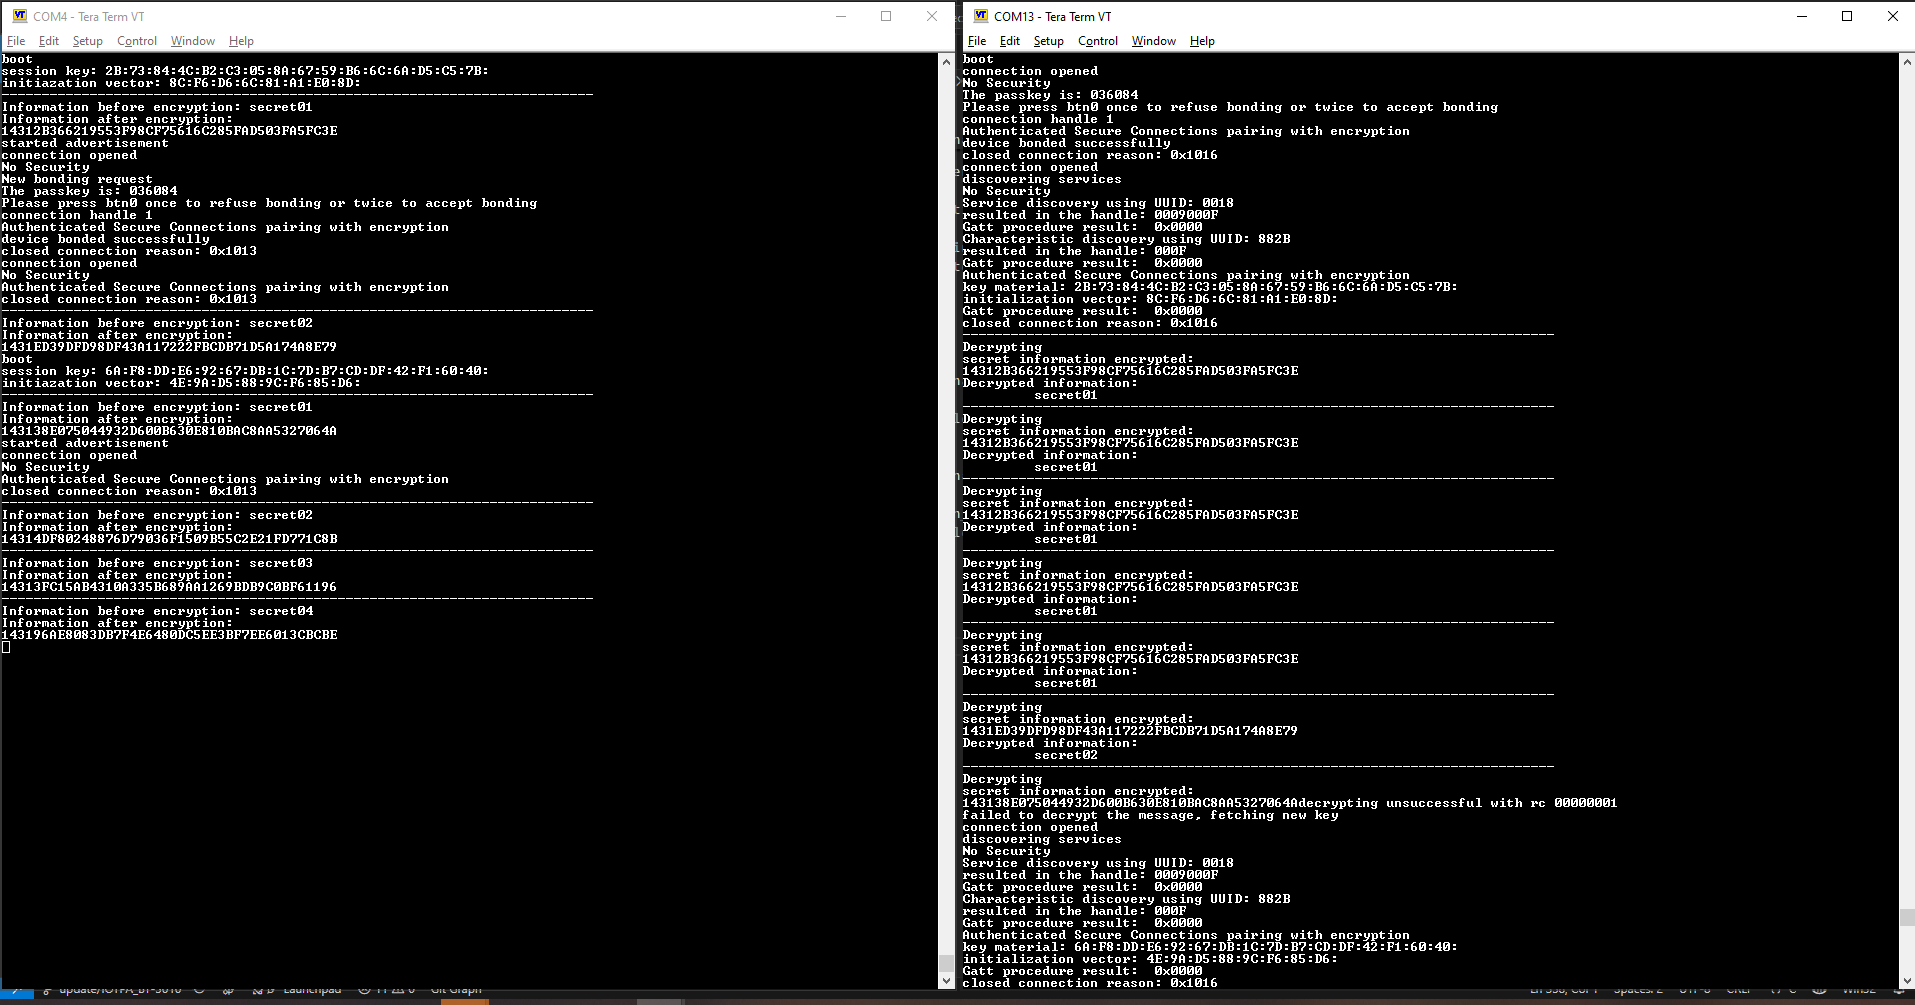 COM4 - Tera Term VT
File Edit Setup Control Window Help
boot
session key: 2B:73:84:4C:B2:C3:05:8A:67:59:B6:6C:6A:D5:C5:7B:
initiazation vector: 8C:F6:D6:6C:81:A1:E0:8D:
--------------------------------------------------------------------------
Information before encryption: secret01
Information after encryption:
14312B366219553F98CF75616C285FAD503FA5FC3E
started advertisement
connection opened
No Security
New bonding request
The passkey is: 036084
Please press btn0 once to refuse bonding or twice to accept bonding
connection handle 1
Authenticated Secure Connections pairing with encryption
device bonded successfully
closed connection reason: 0x1013
connection opened
No Security
Authenticated Secure Connections pairing with encryption
closed connection reason: 0x1013
--------------------------------------------------------------------------
Information before encryption: secret02
Information after encryption:
1431ED39DFD98DF43A117222FBCDB71D5A174A8E79
boot
session key: 6A:F8:DD:E6:92:67:DB:1C:7D:B7:CD:DF:42:F1:60:40:
initiazation vector: 4E:9A:D5:88:9C:F6:85:D6:
--------------------------------------------------------------------------
Information before encryption: secret01
Information after encryption:
143138E075044932D600B630E810BAC8AA5327064A
started advertisement
connection opened
No Security
Authenticated Secure Connections pairing with encryption
closed connection reason: 0x1013
--------------------------------------------------------------------------
Information before encryption: secret02
Information after encryption:
14314DF80248876D79036F1509B55C2E21FD771C8B
--------------------------------------------------------------------------
Information before encryption: secret03
Information after encryption:
14313FC15AB4310A335B689AA1269BDB9C0BF61196
--------------------------------------------------------------------------
Information before encryption: secret04
Information after encryption:
143196AE8083DB7F4E6480DC5EE3BF7EE6013CBCBE
COM13 - Tera Term VT
File Edit Setup Control Window Help
boot
connection opened
No Security
The passkey is: 036084
Please press btn0 once to refuse bonding or twice to accept bonding
connection handle 1
Authenticated Secure Connections pairing with encryption
device bonded successfully
closed connection reason: 0x1016
connection opened
discovering services
No Security
Service discovery using UUID: 0018
resulted in the handle: 0009000F
Gatt procedure result:  0x0000
Characteristic discovery using UUID: 882B
resulted in the handle: 000F
Gatt procedure result:  0x0000
Authenticated Secure Connections pairing with encryption
key material: 2B:73:84:4C:B2:C3:05:8A:67:59:B6:6C:6A:D5:C5:7B:
initialization vector: 8C:F6:D6:6C:81:A1:E0:8D:
Gatt procedure result:  0x0000
closed connection reason: 0x1016
--------------------------------------------------------------------------
Decrypting
secret information encrypted:
14312B366219553F98CF75616C285FAD503FA5FC3E
Decrypted information:
secret01
--------------------------------------------------------------------------
Decrypting
secret information encrypted:
14312B366219553F98CF75616C285FAD503FA5FC3E
Decrypted information:
secret01
--------------------------------------------------------------------------
Decrypting
secret information encrypted:
14312B366219553F98CF75616C285FAD503FA5FC3E
Decrypted information:
secret01
--------------------------------------------------------------------------
Decrypting
secret information encrypted:
14312B366219553F98CF75616C285FAD503FA5FC3E
Decrypted information:
secret01
--------------------------------------------------------------------------
Decrypting
secret information encrypted:
14312B366219553F98CF75616C285FAD503FA5FC3E
Decrypted information:
secret01
--------------------------------------------------------------------------
Decrypting
secret information encrypted:
1431ED39DFD98DF43A117222FBCDB71D5A174A8E79
Decrypted information:
secret02
--------------------------------------------------------------------------
Decrypting
secret information encrypted:
143138E075044932D600B630E810BAC8AA5327064Adecrypting unsuccessful with rc 00000001
failed to decrypt the message, fetching new key
connection opened
discovering services
No Security
Service discovery using UUID: 0018
resulted in the handle: 0009000F
Gatt procedure result:  0x0000
Characteristic discovery using UUID: 882B
resulted in the handle: 000F
Gatt procedure result:  0x0000
Authenticated Secure Connections pairing with encryption
key material: 6A:F8:DD:E6:92:67:DB:1C:7D:B7:CD:DF:42:F1:60:40:
initialization vector: 4E:9A:D5:88:9C:F6:85:D6:
Gatt procedure result:  0x0000
closed connection reason: 0x1016
Launchpad
Git Graph